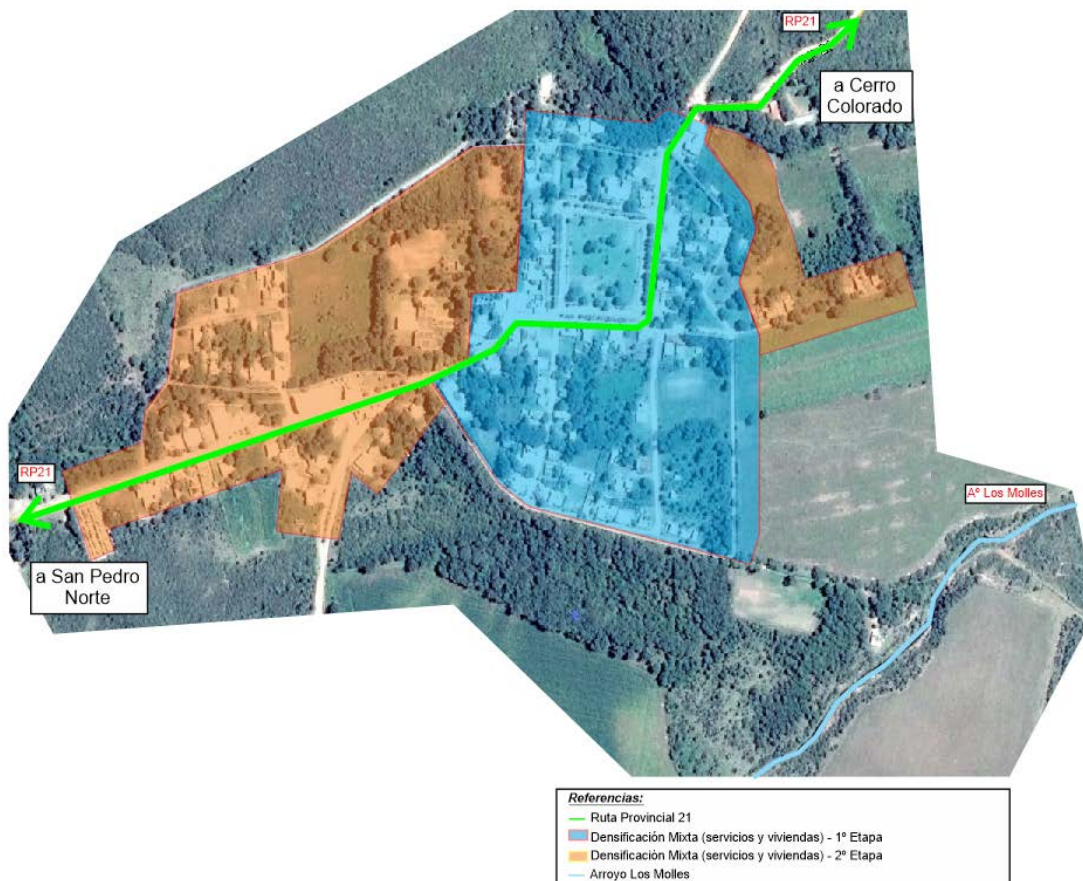 RP21
a Cerro
Colorado
RP21
a San Pedro
Norte
Aº Los Molles
Referencias:
Ruta Provincial 21
Densificación Mixta (servicios y viviendas) - 1º Etapa
Densificación Mixta (servicios y viviendas) - 2º Etapa
Arroyo Los Molles